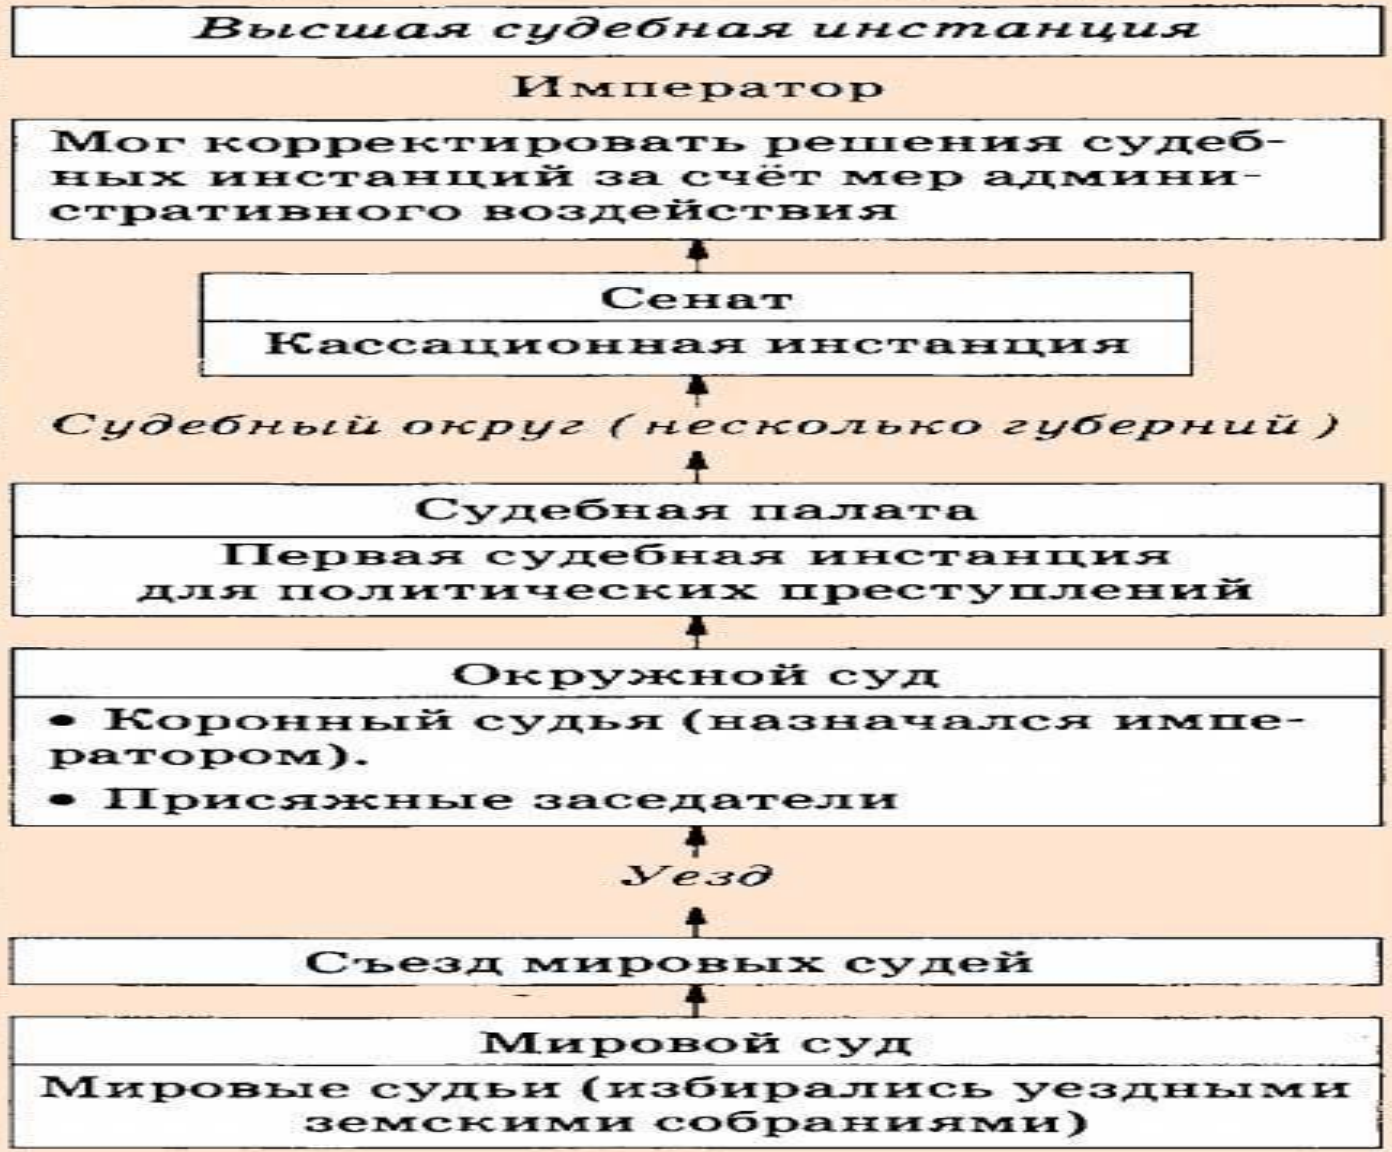 Высшая судебная инстанция
Император
Мог корректировать решения судеб-
ных инстанций за счёт мер админи-
стративного воздействия
Сенат
Кассационная инстанция
Судебный округ (несколько губерний)
Судебная палата
Первая судебная инстанция
для политических преступлений
Окружной суд
• Коронный судья (назначался импе-
ратором).
• Присяжные заседатели
Уезд
Съезд мировых судей
Мировой суд
Мировые судьи (избирались уездными
земскими собраниями)